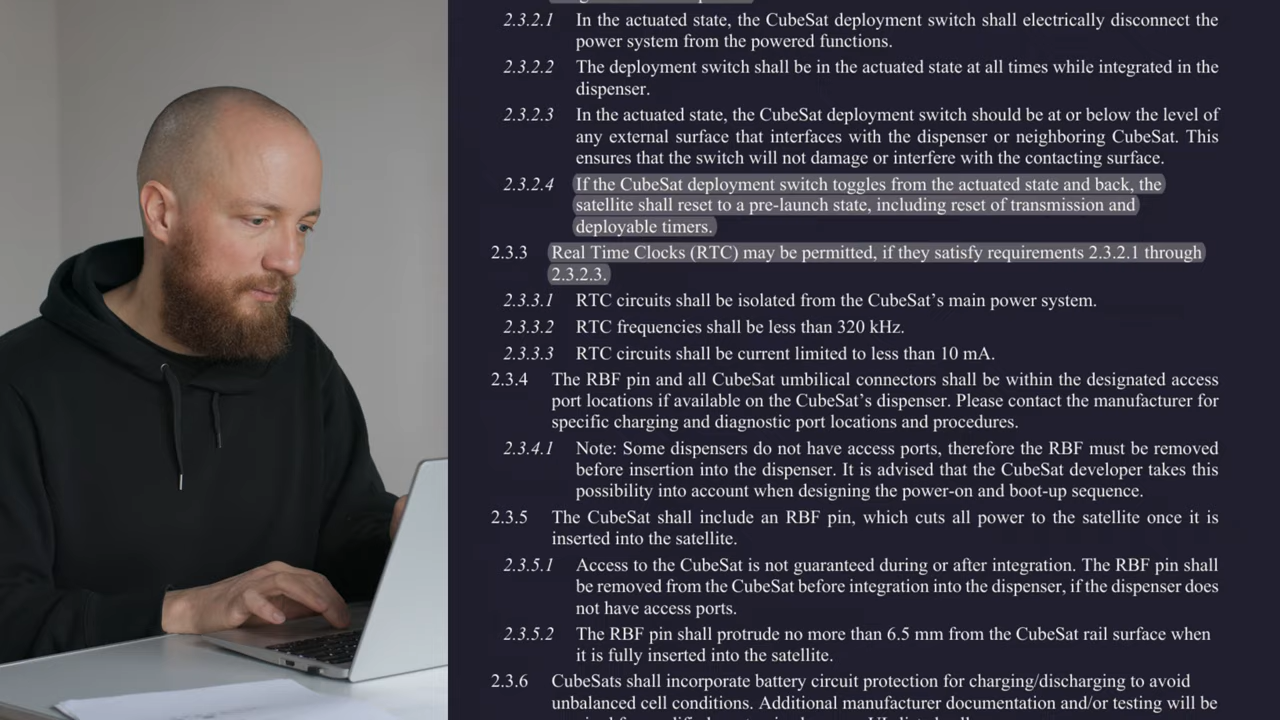 2.3.2.1 In the actuated state, the CubeSat deployment switch shall electrically disconnect the
power system from the powered functions.
2.3.2.2 The deployment switch shall be in the actuated state at all times while integrated in the
dispenser.
2.3.2.3 In the actuated state, the CubeSat deployment switch should be at or below the level of
any external surface that interfaces with the dispenser or neighboring CubeSat. This
ensures that the switch will not damage or interfere with the contacting surface.
2.3.2.4 If the CubeSat deployment switch toggles from the actuated state and back, the
satellite shall reset to a pre-launch state, including reset of transmission and
deployable timers.
2.3.3 Real Time Clocks (RTC) may be permitted, if they satisfy requirements 2.3.2.1 through
2.3.2.3.
2.3.3.1 RTC circuits shall be isolated from the CubeSat’s main power system.
2.3.3.2 RTC frequencies shall be less than 320 kHz.
2.3.3.3 RTC circuits shall be current limited to less than 10 mA.
2.3.4 The RBF pin and all CubeSat umbilical connectors shall be within the designated access
port locations if available on the CubeSat’s dispenser. Please contact the manufacturer for
specific charging and diagnostic port locations and procedures.
2.3.4.1 Note: Some dispensers do not have access ports, therefore the RBF must be removed
before insertion into the dispenser. It is advised that the CubeSat developer takes this
possibility into account when designing the power-on and boot-up sequence.
2.3.5 The CubeSat shall include an RBF pin, which cuts all power to the satellite once it is
inserted into the satellite.
2.3.5.1 Access to the CubeSat is not guaranteed during or after integration. The RBF pin shall
be removed from the CubeSat before integration into the dispenser, if the dispenser does
not have access ports.
2.3.5.2 The RBF pin shall protrude no more than 6.5 mm from the CubeSat rail surface when
it is fully inserted into the satellite.
2.3.6 CubeSats shall incorporate battery circuit protection for charging/discharging to avoid
unbalanced cell conditions. Additional manufacturer documentation and/or testing will be